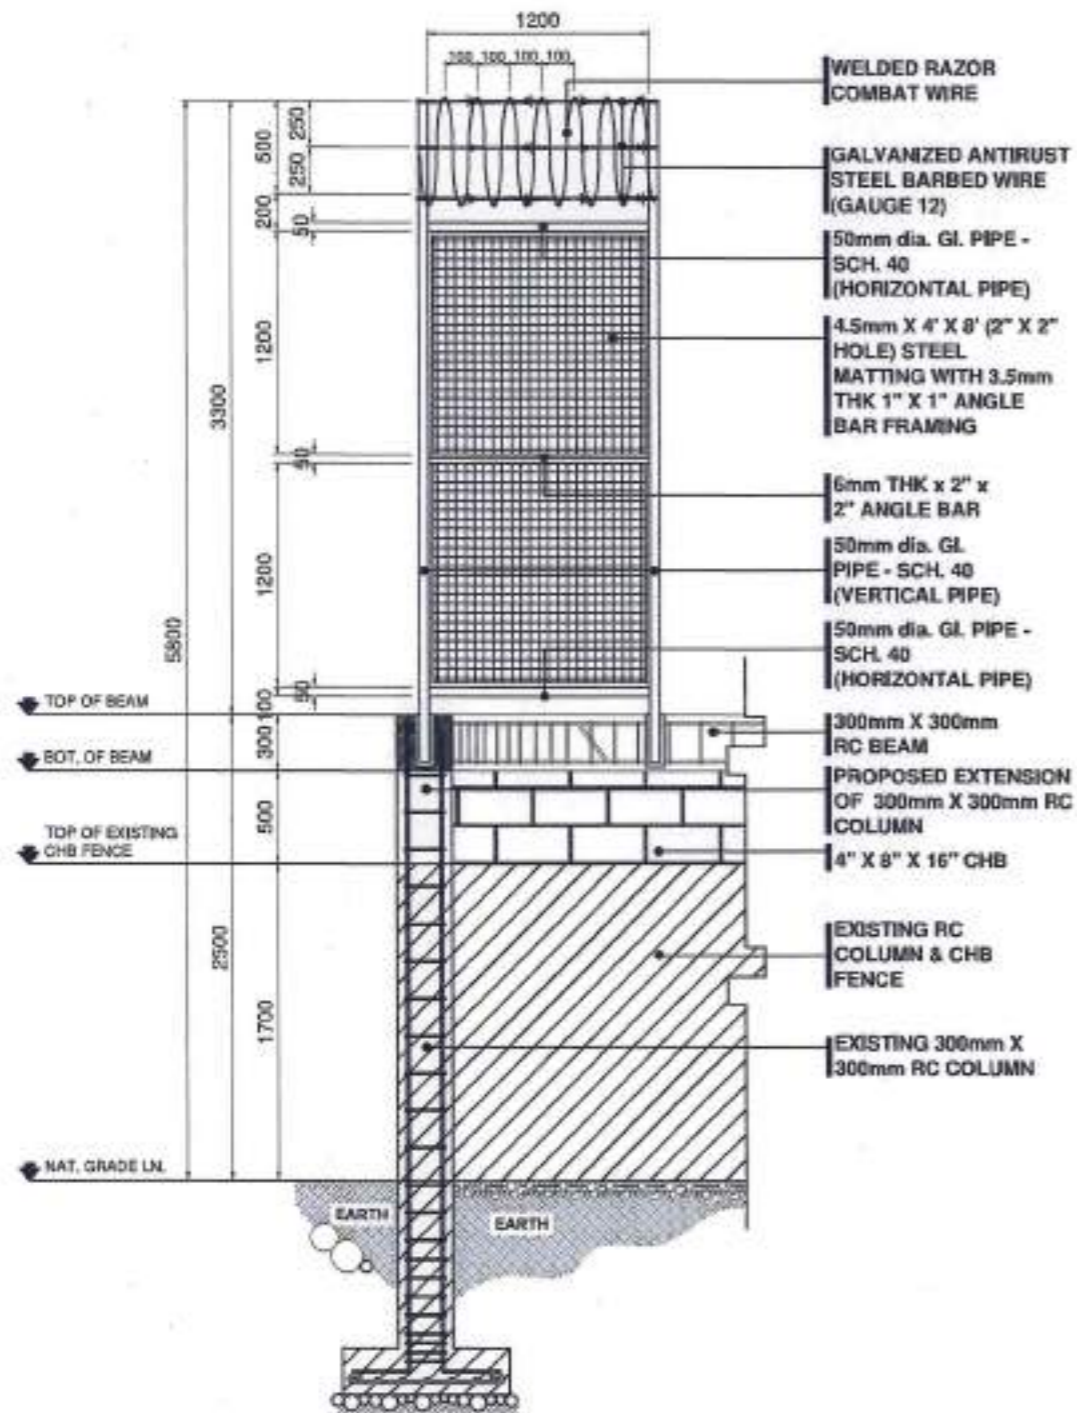 1200
100 100 100 100
WELDED RAZOR
COMBAT WIRE
GALVANIZED ANTIRUST
STEEL BARBED WIRE
(GAUGE 12)
50mm dia. GI. PIPE -
SCH. 40
(HORIZONTAL PIPE)
4.5mm X 4' X 8' (2" X 2"
HOLE) STEEL
MATTING WITH 3.5mm
THK 1" X 1" ANGLE
BAR FRAMING
6mm THK x 2" x
2" ANGLE BAR
50mm dia. GI.
PIPE - SCH. 40
(VERTICAL PIPE)
50mm dia. GI. PIPE -
SCH. 40
(HORIZONTAL PIPE)
300mm X 300mm
RC BEAM
PROPOSED EXTENSION
OF 300mm X 300mm RC
COLUMN
4" X 8" X 16" CHB
EXISTING RC
COLUMN & CHB
FENCE
EXISTING 300mm X
300mm RC COLUMN
5800
3300
2500
500
250
250
200
50
1200
50
1200
50
100
300
500
1700
TOP OF BEAM
BOT. OF BEAM
TOP OF EXISTING
CHB FENCE
NAT. GRADE LN.
EARTH
EARTH